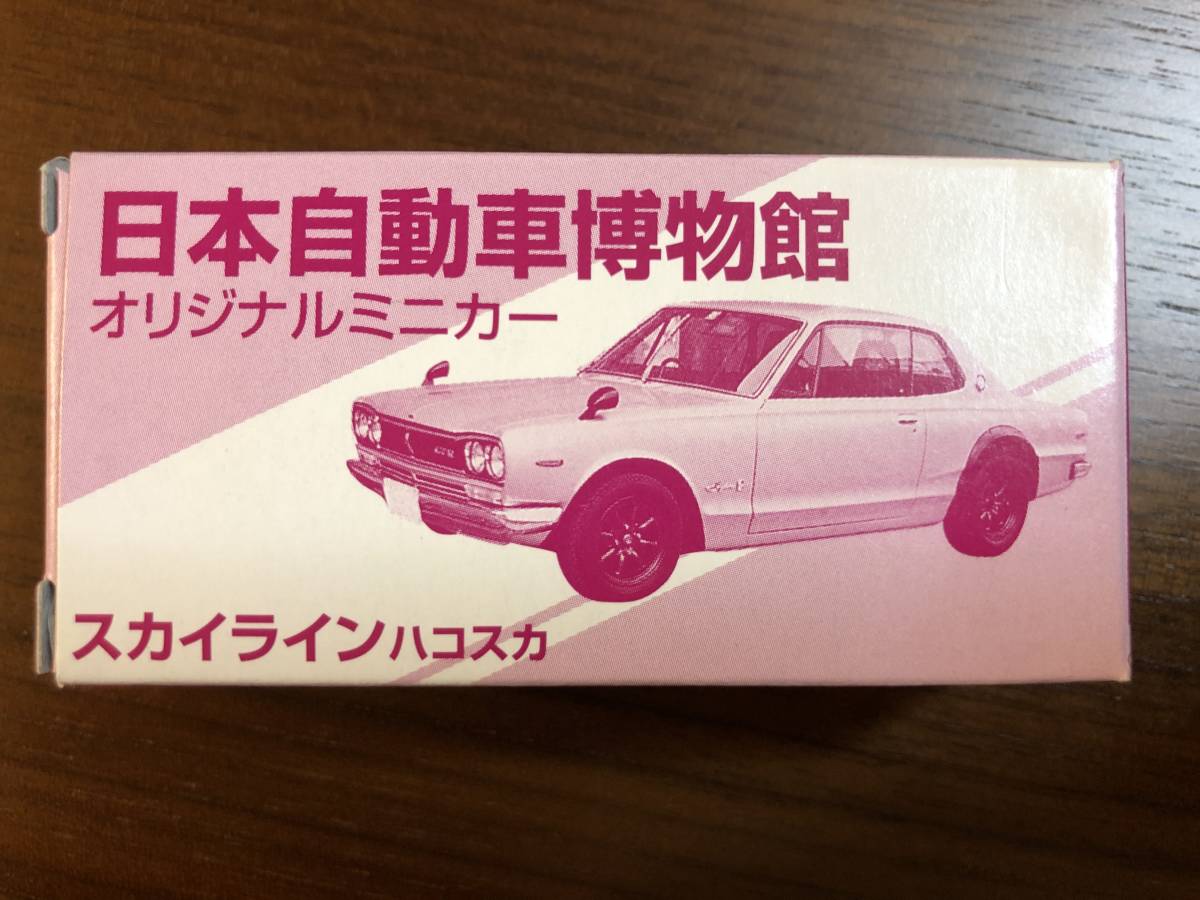 日本自動車博物館
オリジナルミニカー
スカイラインハコスカ